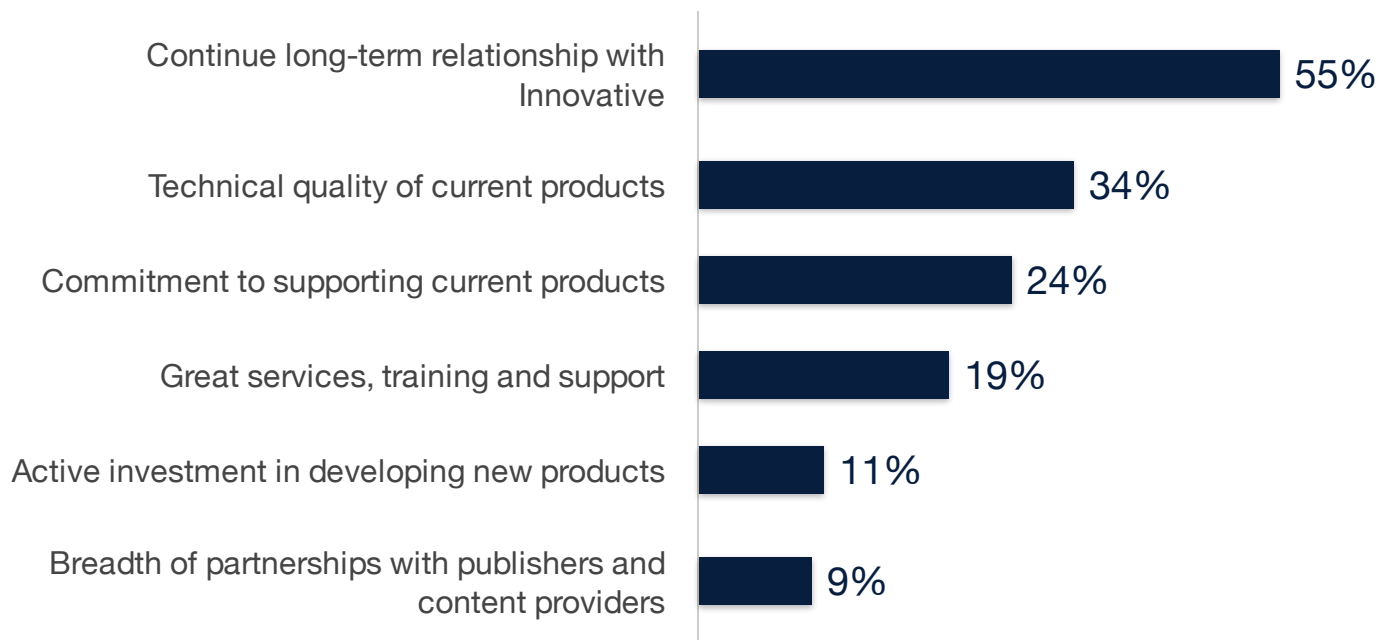 Continue long-term relationship with
Innovative
55%
Technical quality of current products
34%
Commitment to supporting current products
24%
Great services, training and support
19%
Active investment in developing new products
11%
Breadth of partnerships with publishers and
content providers
9%